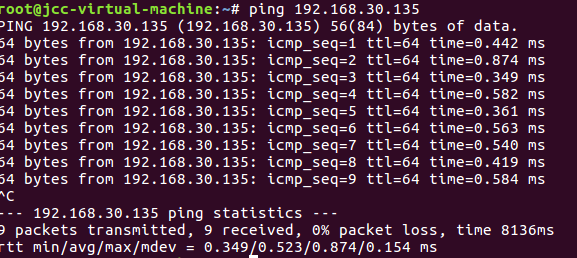 root@jcc-virtual-machine:~# ping 192.168.30.135
PING 192.168.30.135 (192.168.30.135) 56(84) bytes of data.
64 bytes from 192.168.30.135: icmp_seq=1 ttl=64 time=0.442 ms
64 bytes from 192.168.30.135: icmp_seq=2 ttl=64 time=0.874 ms
64 bytes from 192.168.30.135: icmp_seq=3 ttl=64 time=0.349 ms
64 bytes from 192.168.30.135: icmp_seq=4 ttl=64 time=0.582 ms
64 bytes from 192.168.30.135: icmp_seq=5 ttl=64 time=0.361 ms
64 bytes from 192.168.30.135: icmp_seq=6 ttl=64 time=0.563 ms
64 bytes from 192.168.30.135: icmp_seq=7 ttl=64 time=0.540 ms
64 bytes from 192.168.30.135: icmp_seq=8 ttl=64 time=0.419 ms
64 bytes from 192.168.30.135: icmp_seq=9 ttl=64 time=0.584 ms
^C
--- 192.168.30.135 ping statistics ---
9 packets transmitted, 9 received, 0% packet loss, time 8136ms
rtt min/avg/max/mdev = 0.349/0.523/0.874/0.154 ms